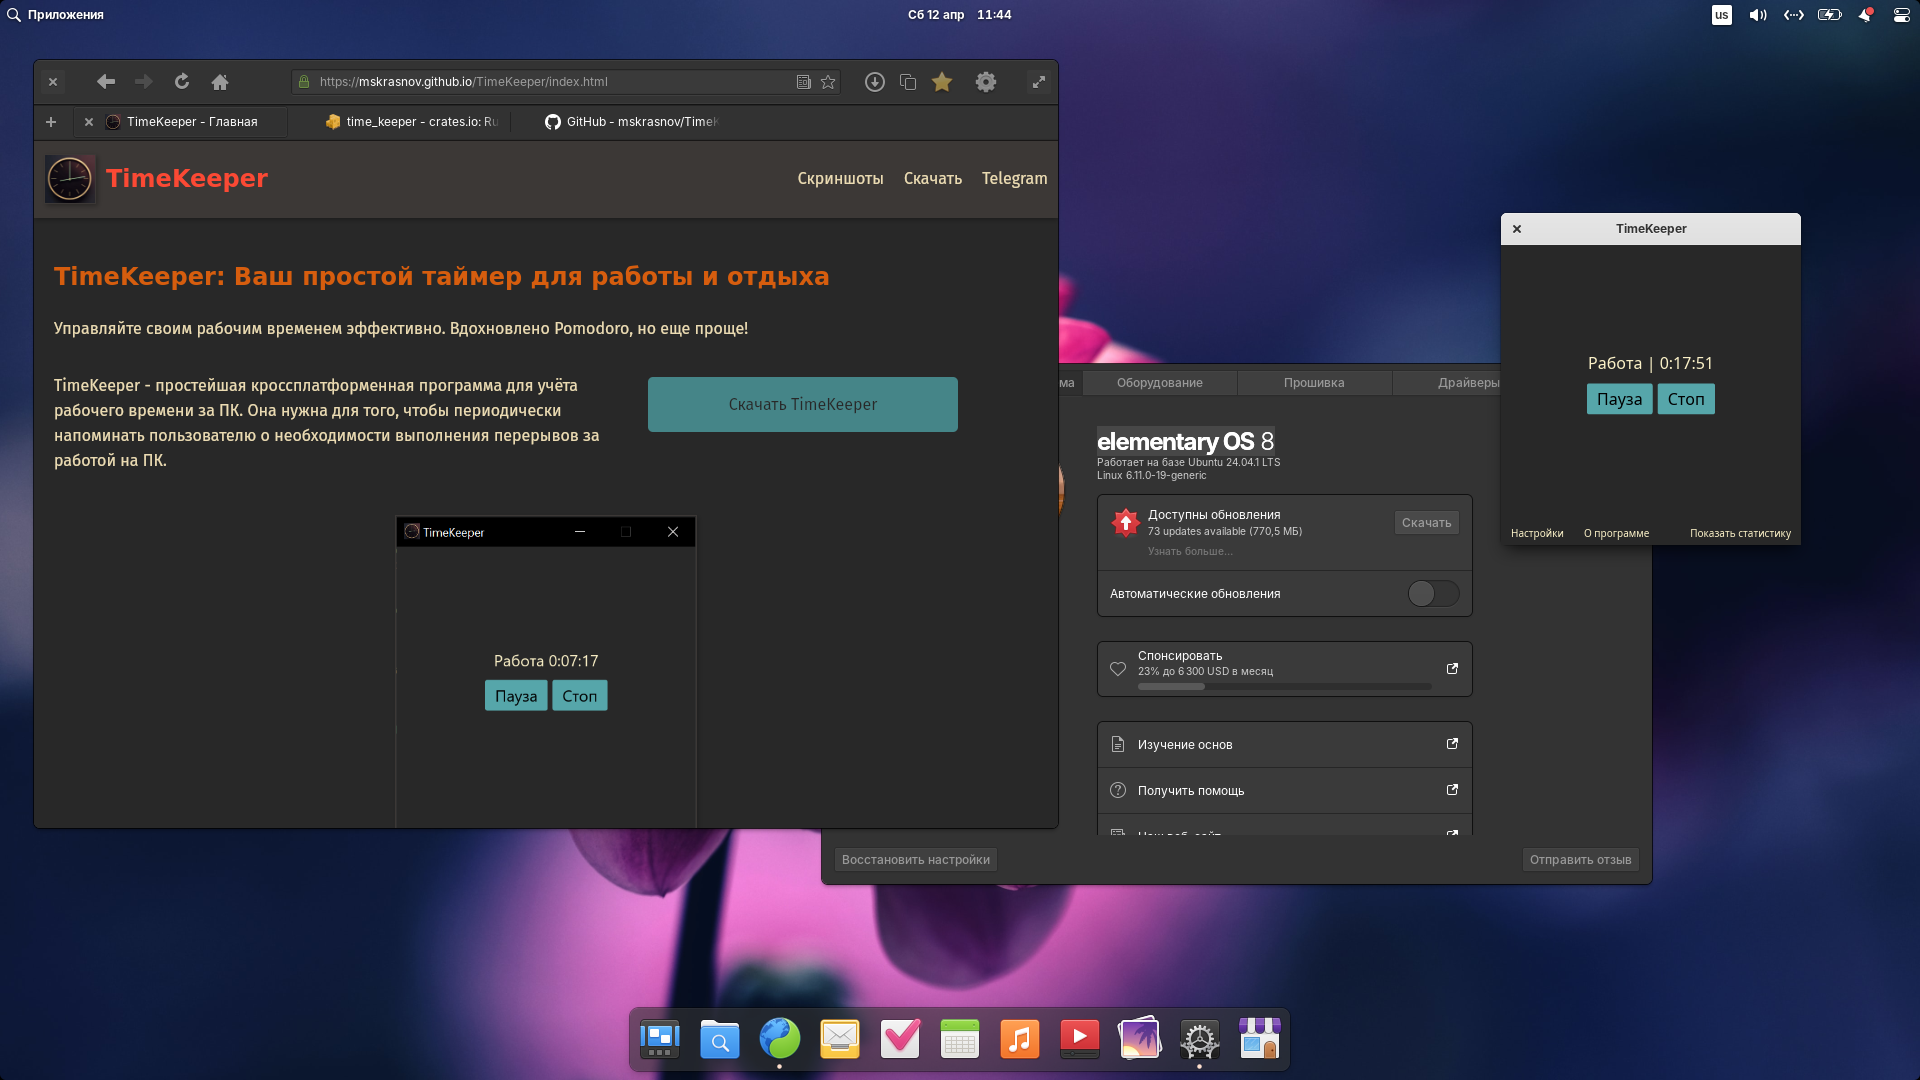 Приложения
Сб 12 апр 11:44
us
https://mskrasnov.github.io/TimeKeeper/index.html
TimeKeeper - Главная
time_keeper - crates.io: Ru
GitHub - mskrasnov/TimeK
TimeKeeper
Скриншоты
Скачать
Telegram
TimeKeeper: Ваш простой таймер для работы и отдыха
Управляйте своим рабочим временем эффективно. Вдохновлено Pomodoro, но еще проще!
TimeKeeper - простейшая кроссплатформенная программа для учёта
рабочего времени за ПК. Она нужна для того, чтобы периодически
напоминать пользователю о необходимости выполнения перерывов за
работой на ПК.
Скачать TimeKeeper
TimeKeeper
Работа 0:07:17
Пауза
Стоп
ма
Оборудование
Прошивка
Драйверы
elementary OS 8
Работает на базе Ubuntu 24.04.1 LTS
Linux 6.11.0-19-generic
Доступны обновления
73 updates available (770,5 МБ)
Узнать больше...
Скачать
Автоматические обновления
Спонсировать
23% до 6 300 USD в месяц
Изучение основ
Получить помощь
Наш веб-сайт
Восстановить настройки
Отправить отзыв
TimeKeeper
Работа | 0:17:51
Пауза
Стоп
Настройки
О программе
Показать статистику